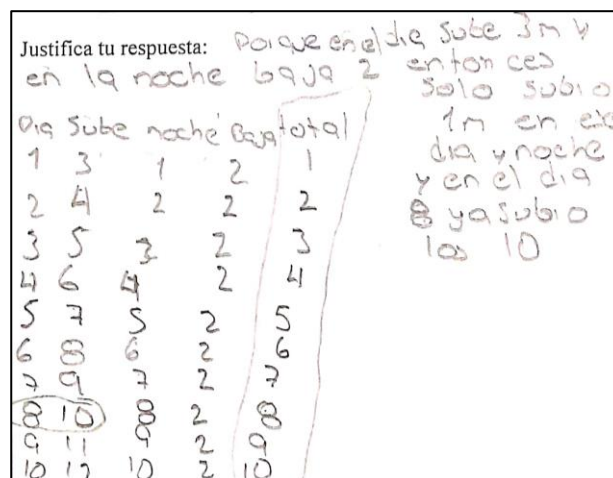 Justifica tu respuesta: Porque en el dia sube 3m y
en la noche baja 2 entonces
solo subio
1m en ese
dia y noche
y en el dia
8 ya subio
los 10
Dia Sube noche Baja total
1 3 1 2 1
2 4 2 2 2
3 5 3 2 3
4 6 4 2 4
5 7 5 2 5
6 8 6 2 6
7 9 7 2 7
8 10 8 2 8
9 11 9 2 9
10 12 10 2 10